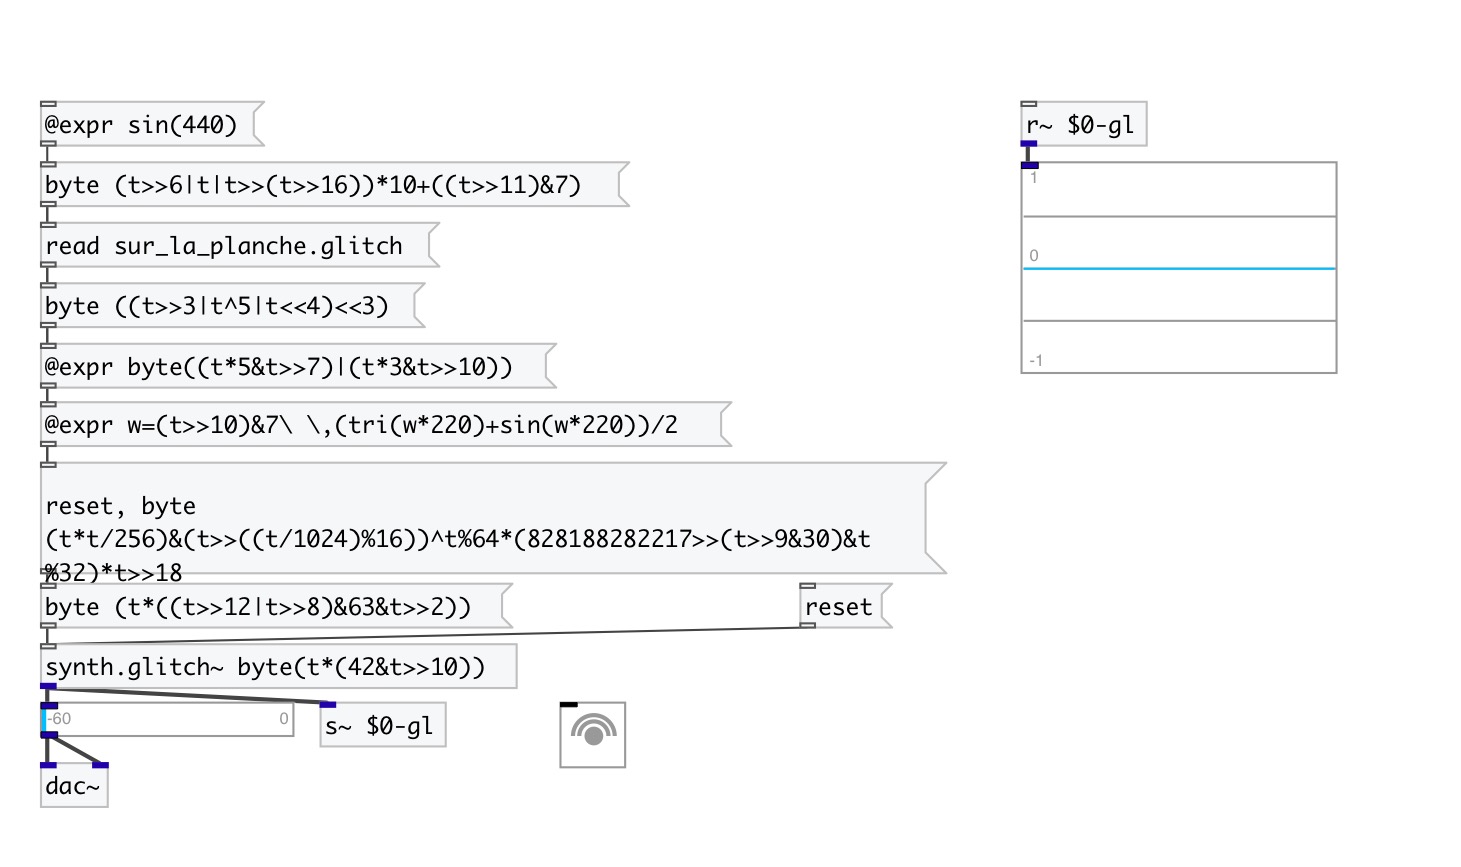 @expr sin(440)
r~ $0-gl
byte (t>>6|t|t>>(t>>16))*10+((t>>11)&7)
1
read sur_la_planche.glitch
0
byte ((t>>3|t^5|t<<4)<<3)
-1
@expr byte((t*5&t>>7)|(t*3&t>>10))
@expr w=(t>>10)&7\ \,(tri(w*220)+sin(w*220))/2
reset, byte
(t*t/256)&(t>>((t/1024)%16))^t%64*(828188282217>>(t>>9&30)&t
%32)*t>>18
byte (t*((t>>12|t>>8)&63&t>>2))
reset
synth.glitch~ byte(t*(42&t>>10))
-60 0
s~ $0-gl
dac~